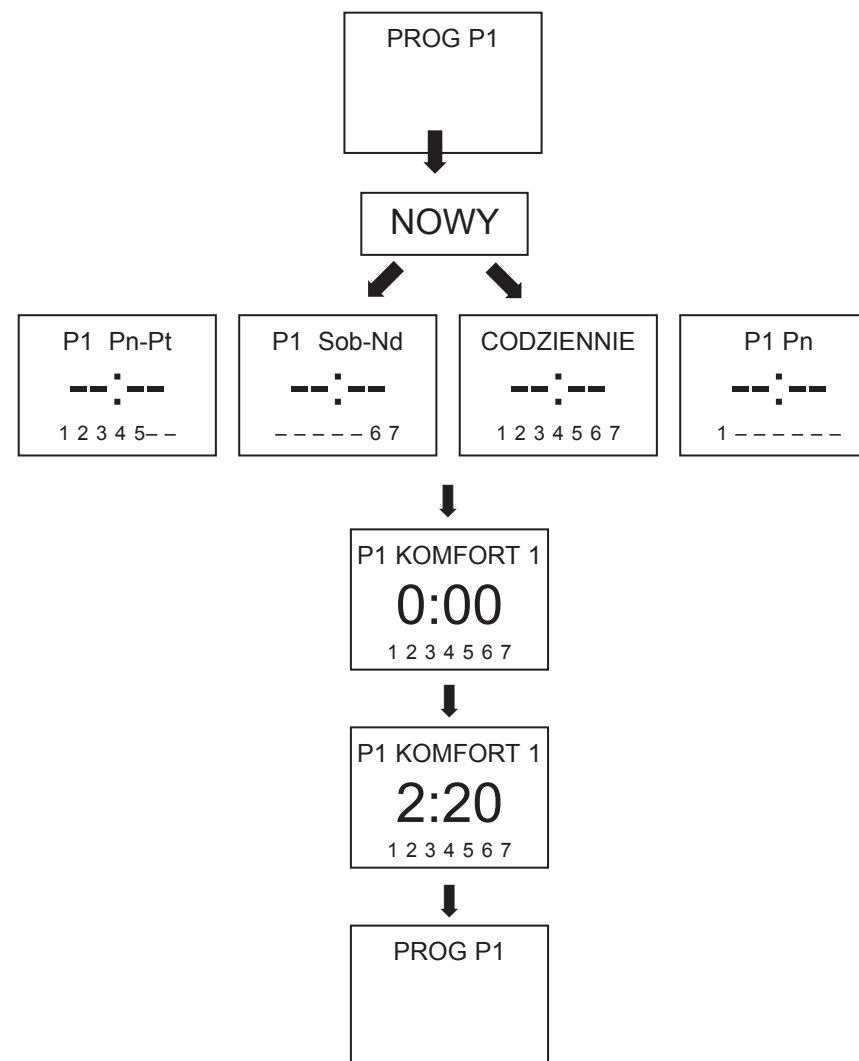 PROG P1
NOWY
P1 Pn-Pt
--:--
1 2 3 4 5– –
P1 Sob-Nd
--:--
– – – – – 6 7
CODZIENNIE
--:--
1 2 3 4 5 6 7
P1 Pn
--:--
1 – – – – – –
P1 KOMFORT 1
0:00
1 2 3 4 5 6 7
P1 KOMFORT 1
2:20
1 2 3 4 5 6 7
PROG P1